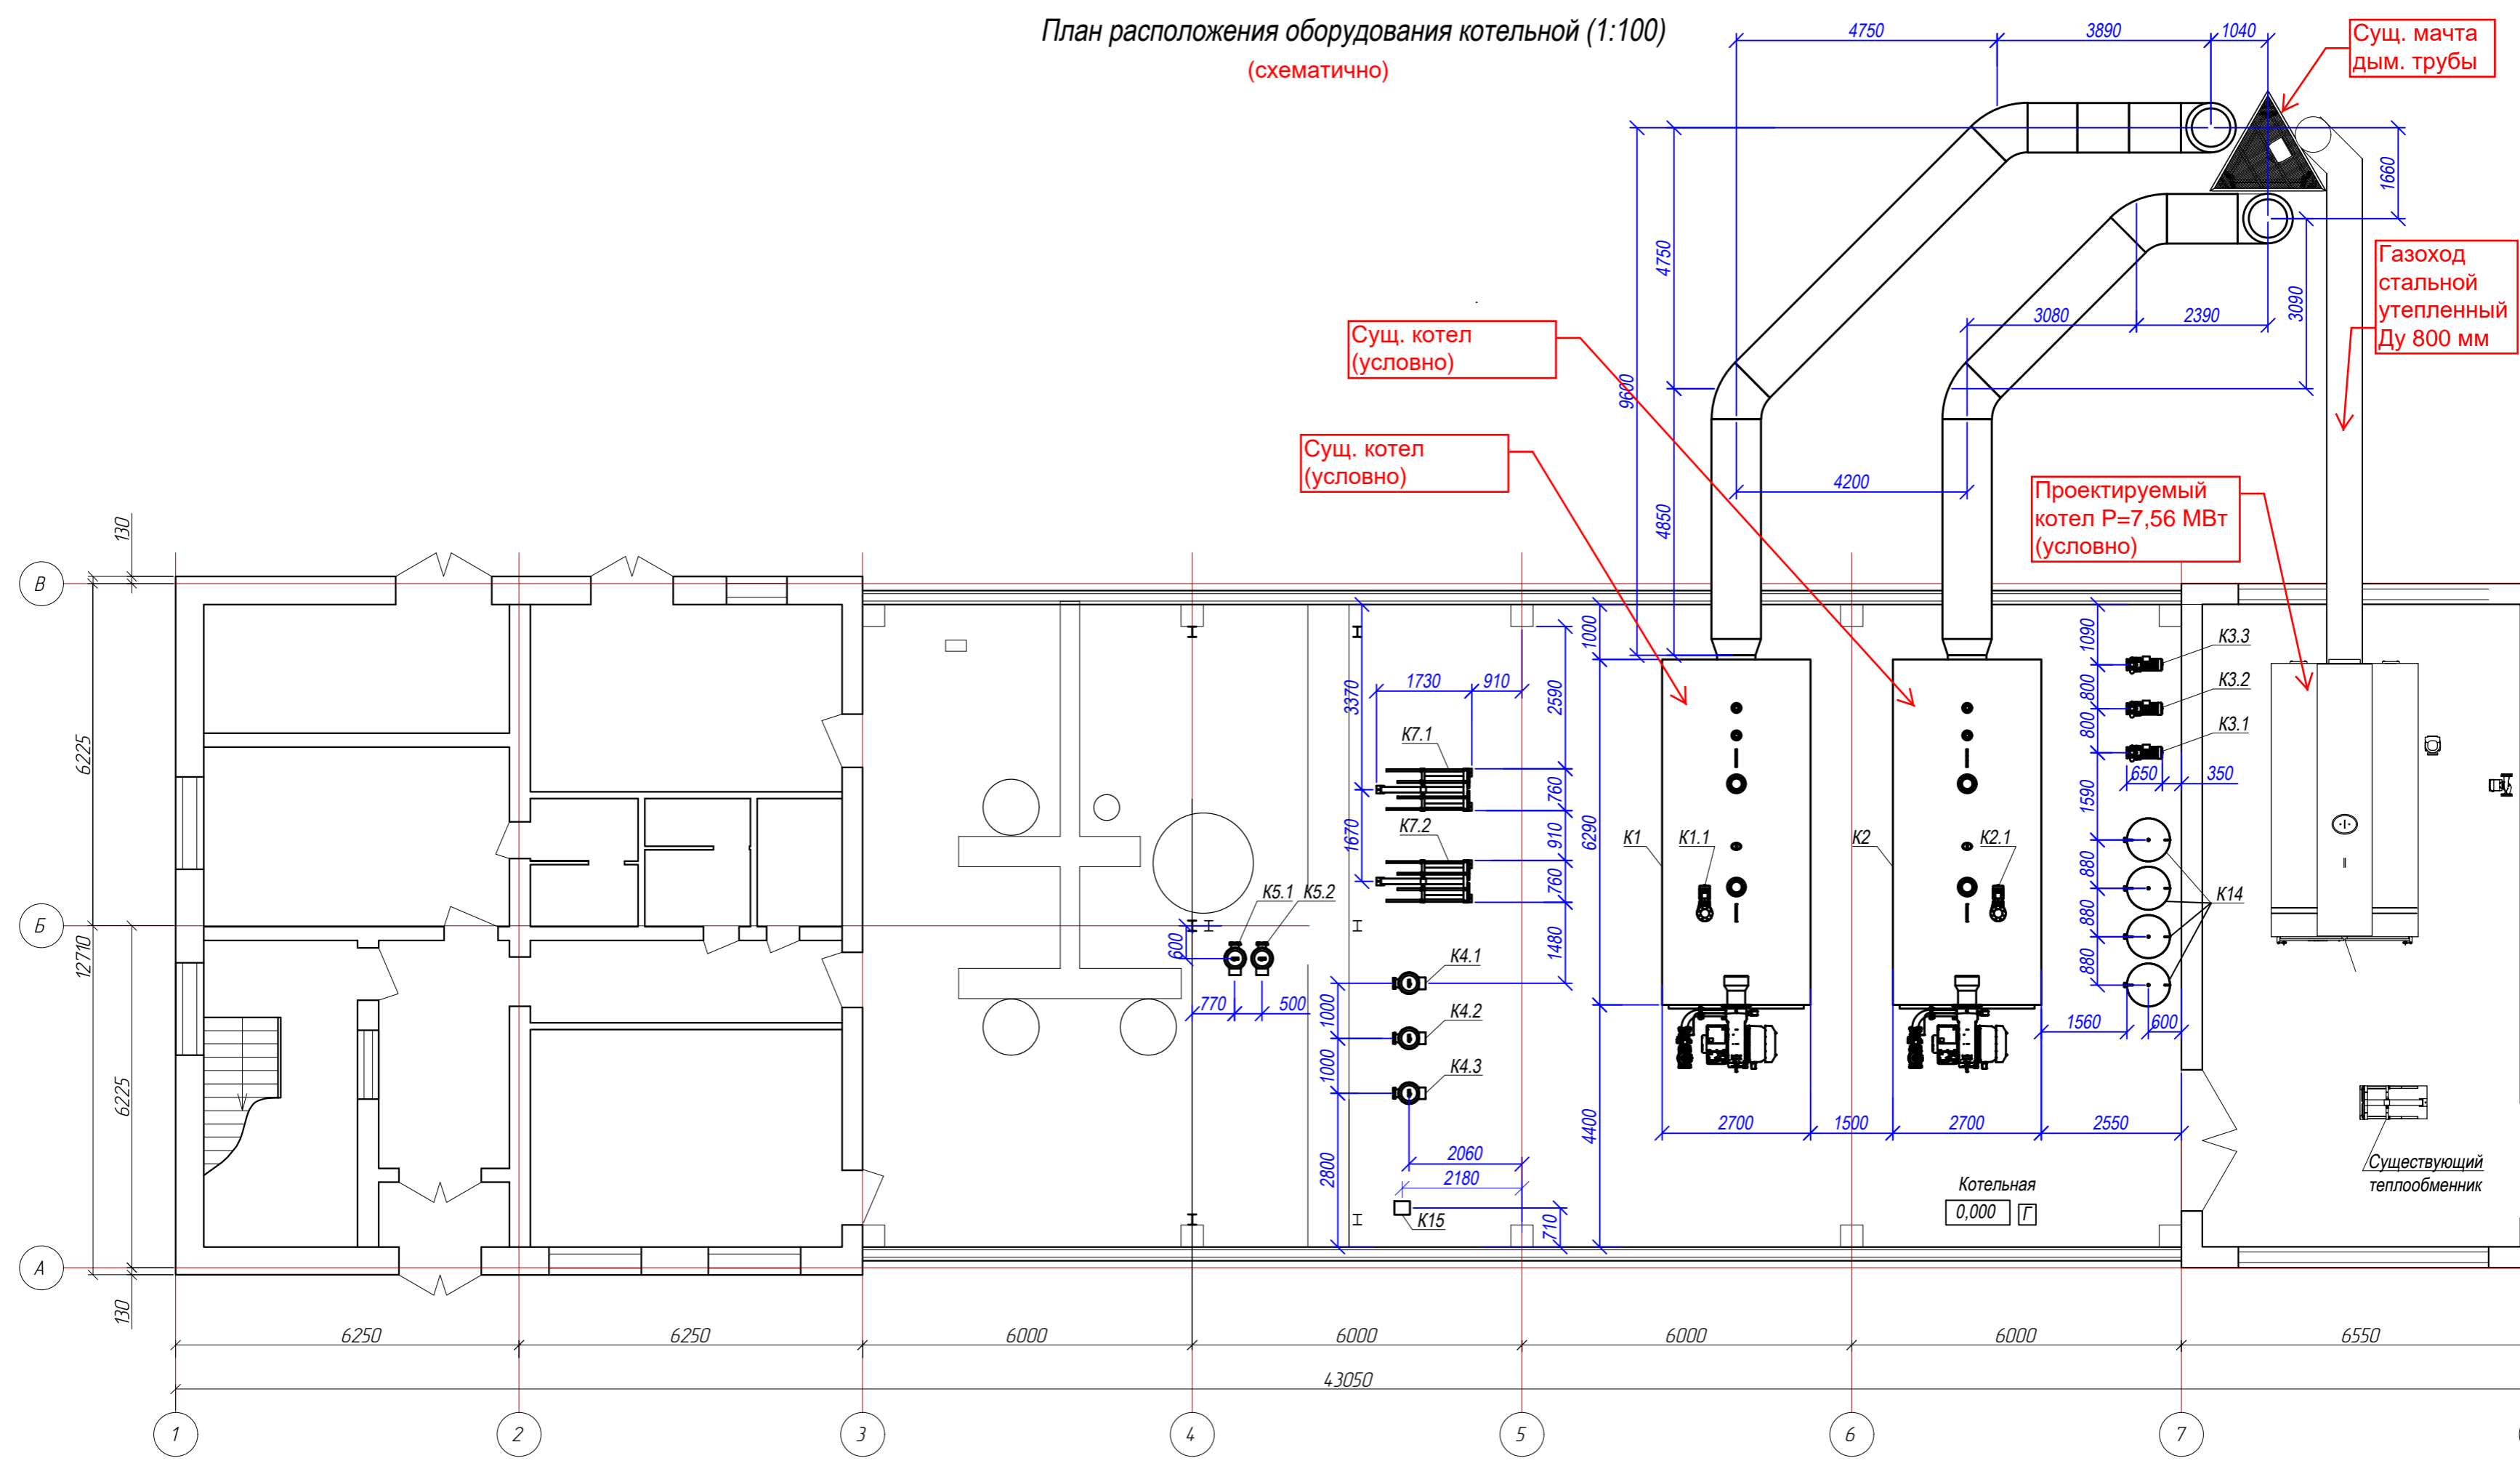 План расположения оборудования котельной (1:100)
(схематично)
4750
3890
1040
Сущ. мачта
дым. трубы
1660
Газоход
стальной
утепленный
Ду 800 мм
4750
3090
3080
2390
Сущ. котел
(условно)
9600
Сущ. котел
(условно)
4200
4850
Проектируемый
котел Р=7,56 МВт
(условно)
130
В
6225
12710
Б
6225
А
130
3370
1730
910
2590
1000
1090
К3.3
800
К3.2
800
К3.1
650
350
1590
К7.1
760
1670
К7.2
910
6290
760
К1
К1.1
К2
К2.1
880
К14
880
880
К5.1
К5.2
600
1480
770
500
К4.1
1000
К4.2
1000
К4.3
1560
600
2800
4400
2700
1500
2700
2550
2060
2180
К15
710
Котельная
0,000
Г
Существующий
теплообменник
6250
6250
6000
6000
6000
6000
6550
43050
1
2
3
4
5
6
7